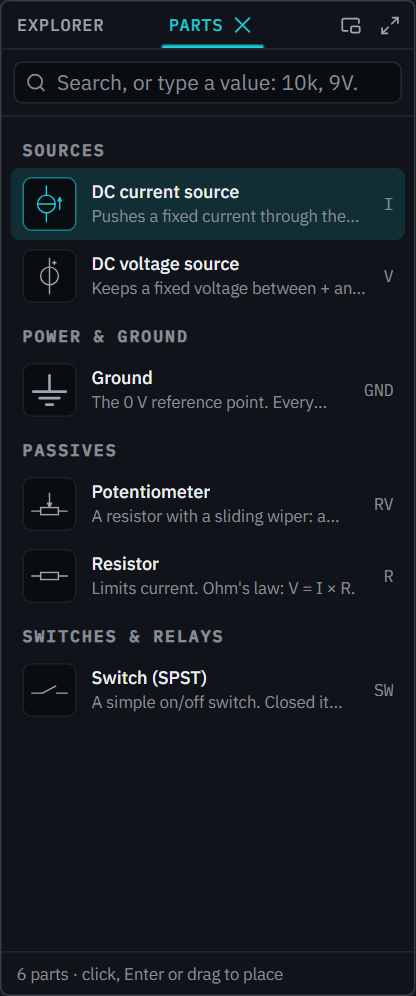 EXPLORER PARTS
Search, or type a value: 10k, 9V.
SOURCES
DC current source
Pushes a fixed current through the...
I
DC voltage source
Keeps a fixed voltage between + an...
V
POWER & GROUND
Ground
The 0 V reference point. Every...
GND
PASSIVES
Potentiometer
A resistor with a sliding wiper: a...
RV
Resistor
Limits current. Ohm's law: V = I × R.
R
SWITCHES & RELAYS
Switch (SPST)
A simple on/off switch. Closed it...
SW
6 parts · click, Enter or drag to place